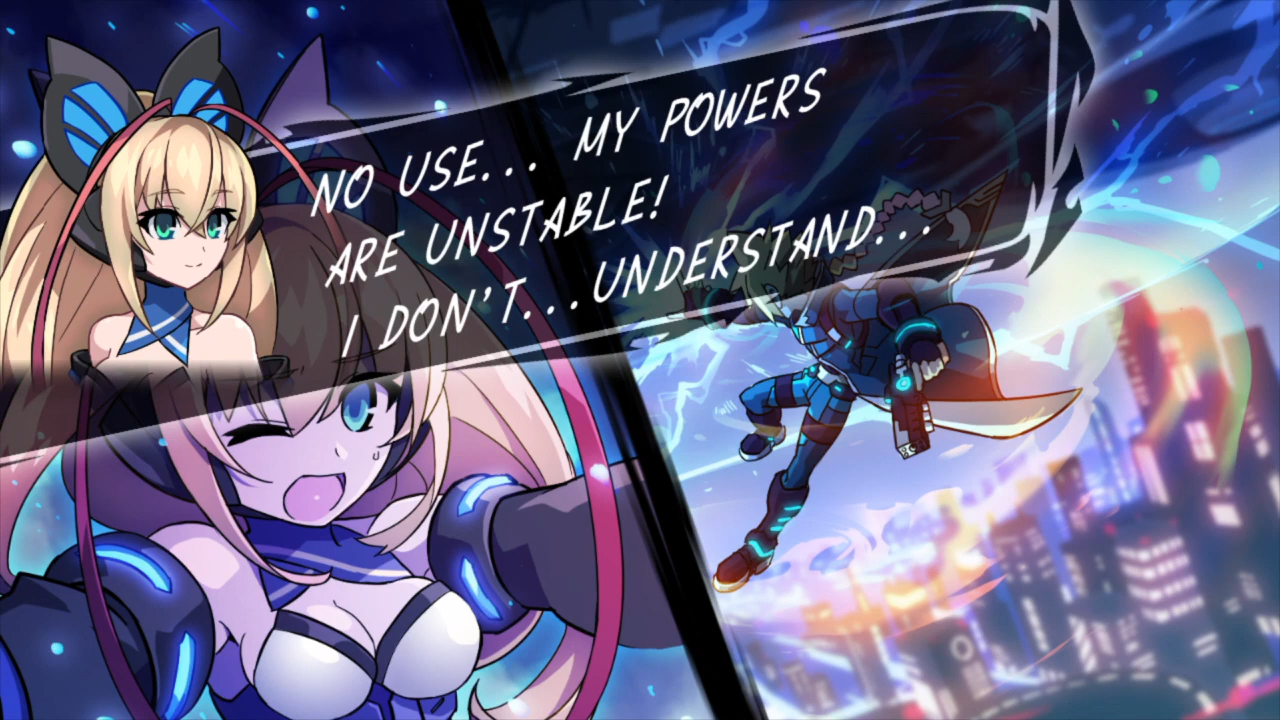 NO USE... MY POWERS
ARE UNSTABLE!
I DON'T...UNDERSTAND...